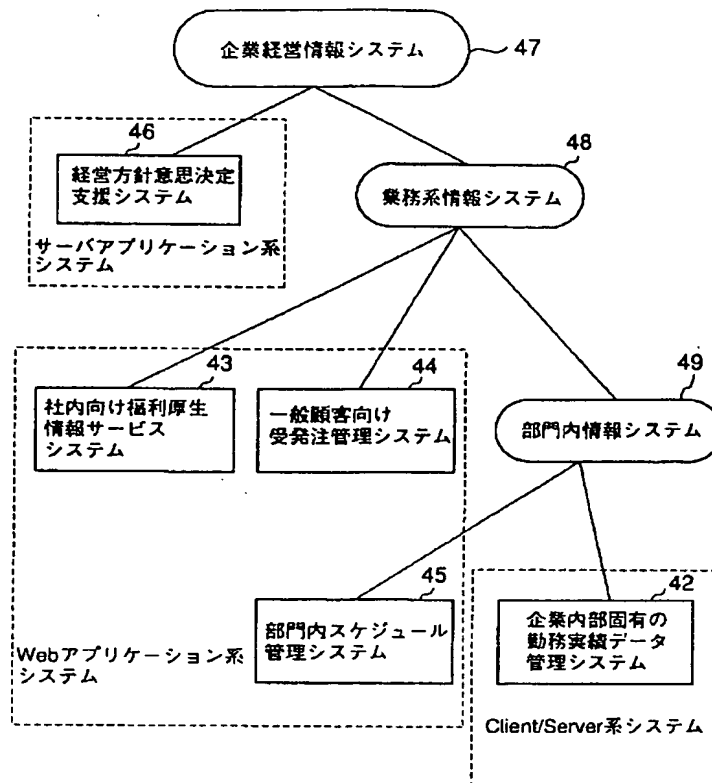 企業経営情報システム
47
46
経営方針意思決定
支援システム
サーバアプリケーション系
システム
48
業務系情報システム
43
社内向け福利厚生
情報サービス
システム
44
一般顧客向け
受発注管理システム
49
部門内情報システム
45
部門内スケジュール
管理システム
Webアプリケーション系
システム
42
企業内部固有の
勤務実績データ
管理システム
Client/Server系システム